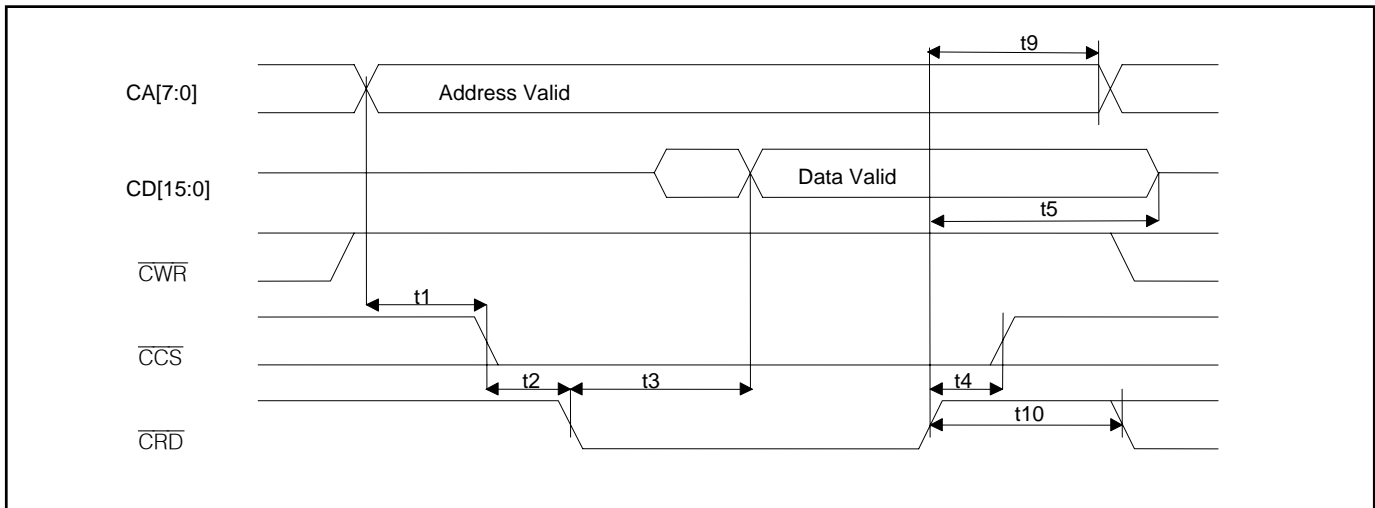 t9
CA[7:0]
Address Valid
CD[15:0]
Data Valid
t5
CWR
t1
CCS
t2
t3
t4
t10
CRD